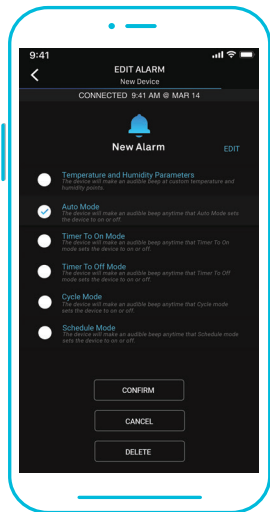 9:41
EDIT ALARM
New Device
CONNECTED 9:41 AM @ MAR 14
New Alarm
EDIT
Temperature and Humidity Parameters
The device will make an audible beep at custom temperature and
humidity points.
Auto Mode
The device will make an audible beep anytime that Auto Mode sets
the device to on or off.
Timer To On Mode
The device will make an audible beep anytime that Timer To On
mode sets the device to on or off.
Timer To Off Mode
The device will make an audible beep anytime that Timer To Off
mode sets the device to on or off.
Cycle Mode
The device will make an audible beep anytime that Cycle mode
sets the device to on or off.
Schedule Mode
The device will make an audible beep anytime that Schedule mode
sets the device to on or off.
CONFIRM
CANCEL
DELETE